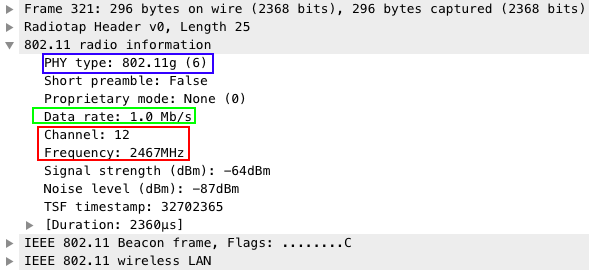 Frame 321: 296 bytes on wire (2368 bits), 296 bytes captured (2368 bits)
Radiotap Header v0, Length 25
802.11 radio information
PHY type: 802.11g (6)
Short preamble: False
Proprietary mode: None (0)
Data rate: 1.0 Mb/s
Channel: 12
Frequency: 2467MHz
Signal strength (dBm): -64dBm
Noise level (dBm): -87dBm
TSF timestamp: 32702365
[Duration: 2360µs]
IEEE 802.11 Beacon frame, Flags: ........C
IEEE 802.11 wireless LAN